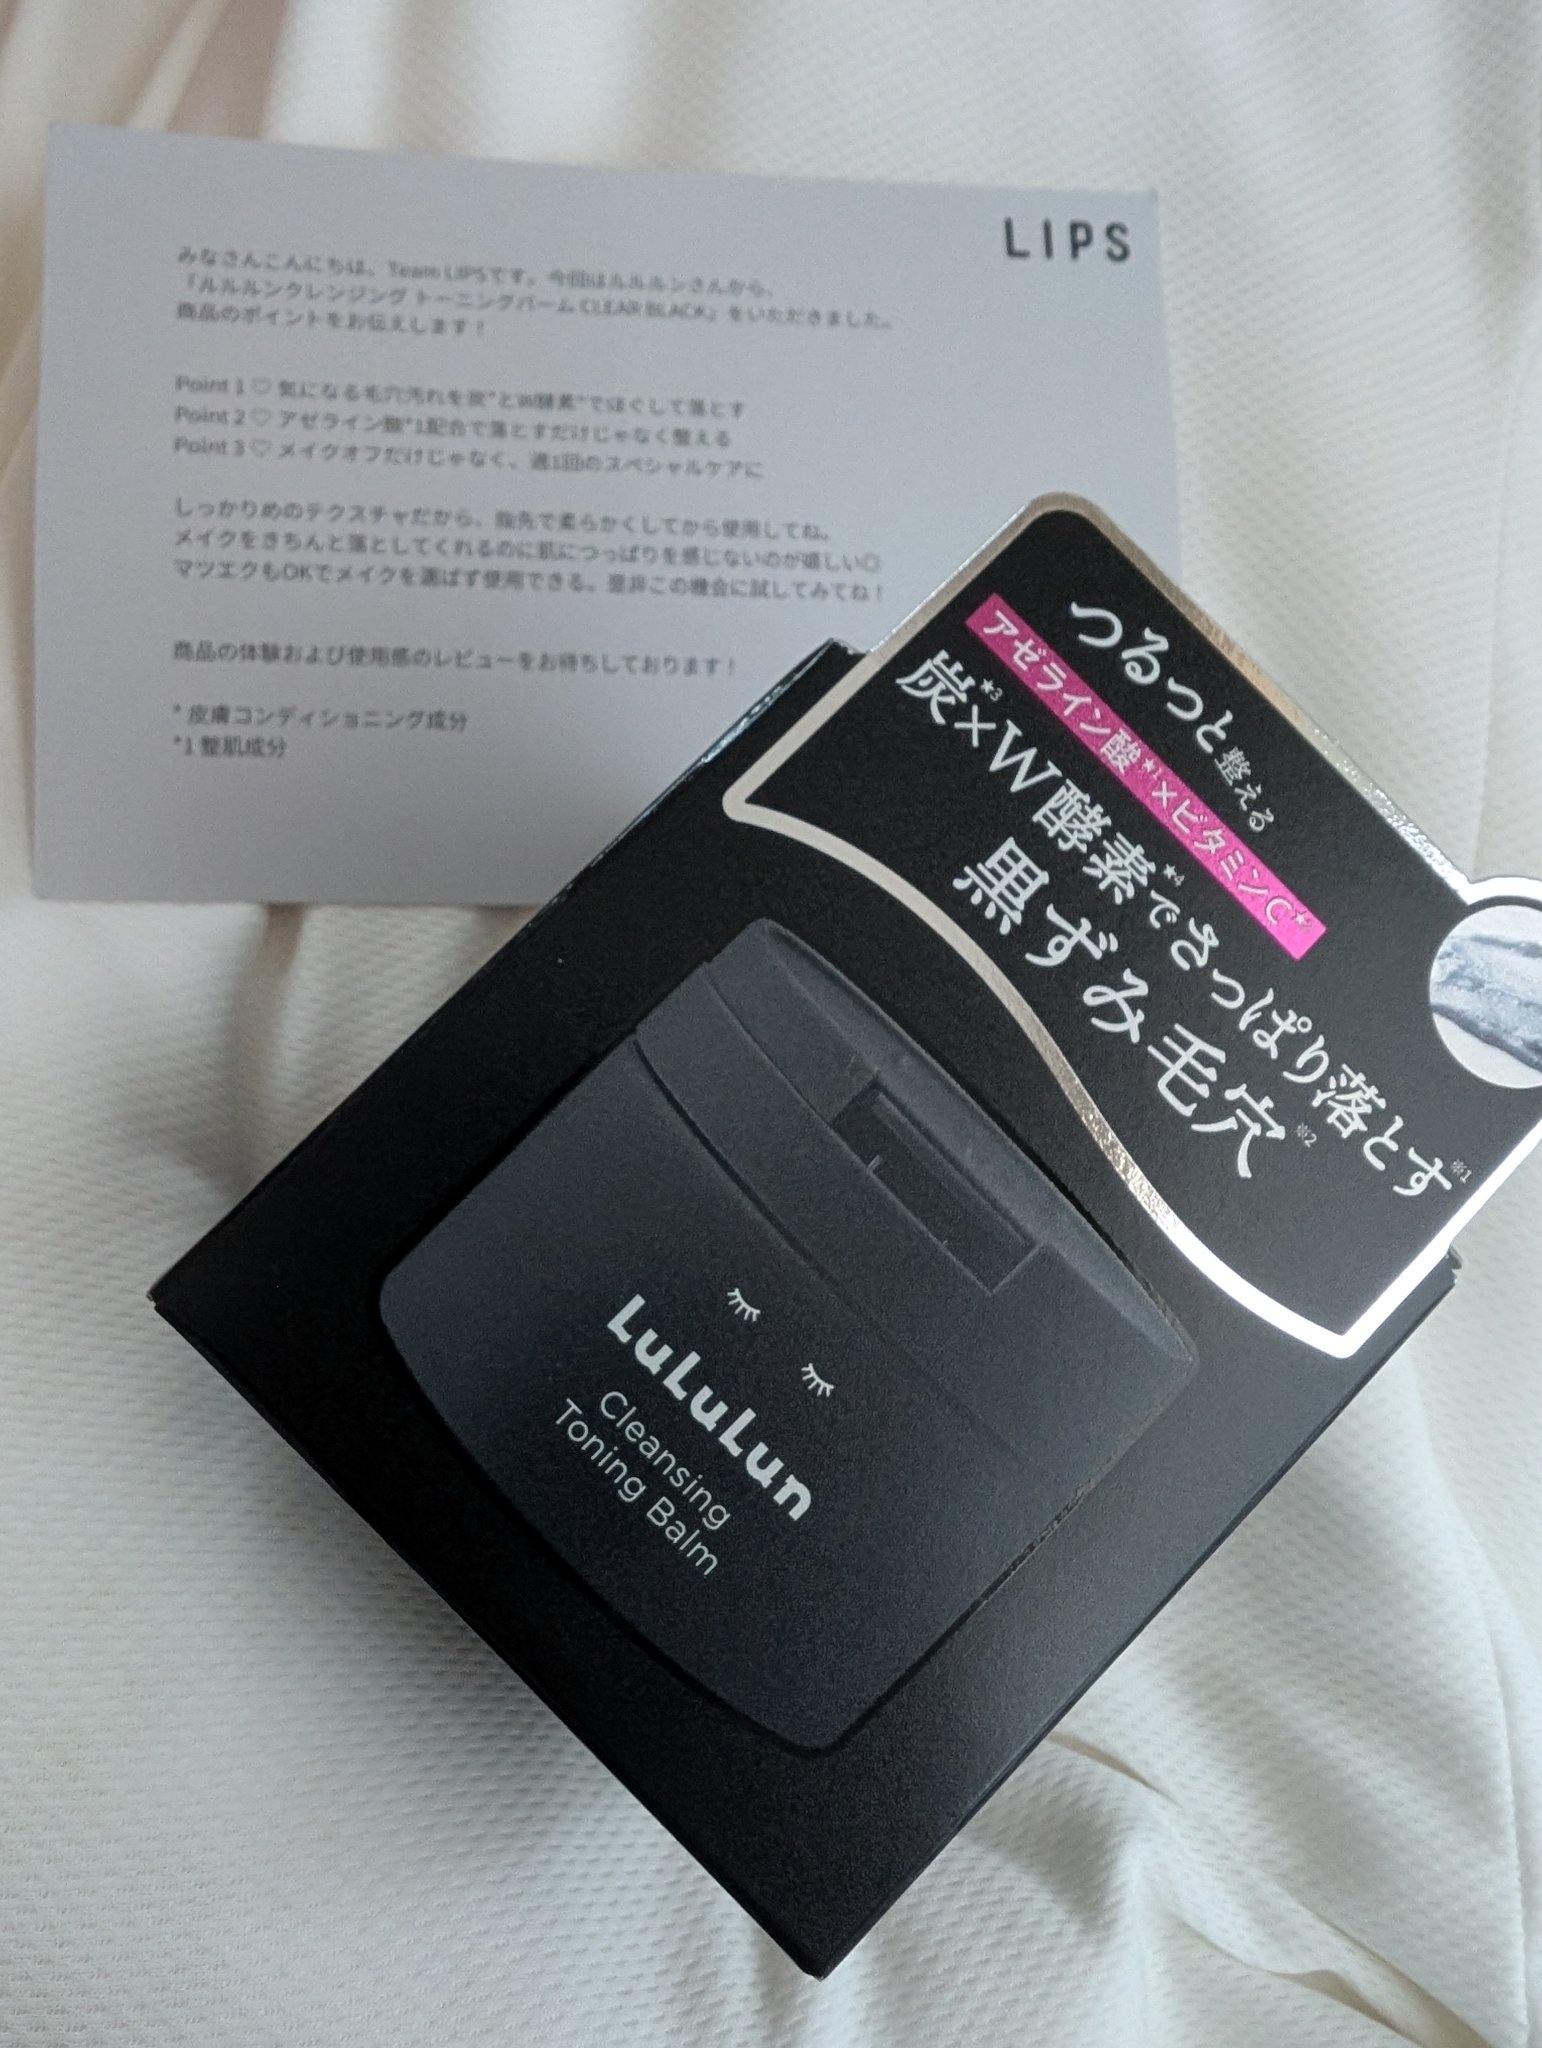 LIPS
みなさんこんにちは、Team LIPSです。今回はルルルンさんから、
「ルルルンクレンジング トーニングバーム CLEAR BLACK」をいただきました。
商品のポイントをお伝えします！
Point 1 ♡ 気になる毛穴汚れを炭*とW酵素*でほぐして落とす
Point 2 ♡ アゼライン酸*1配合で落とすだけじゃなく整える
Point 3 ♡ メイクオフだけじゃなく、週1回のスペシャルケアに
しっかりめのテクスチャだから、指先で柔らかくしてから使用してね。
メイクをきちんと落としてくれるのに肌につっぱりを感じないのが嬉しい◎
マツエクもOKでメイクを選ばず使用できる。是非この機会に試してみてね！
商品の体験および使用感のレビューをお待ちしております！
* 皮膚コンディショニング成分
*1 整肌成分
つるっと整える
アゼライン酸★1×ビタミンC★2
炭★3×W酵素★4でさっぱり落とす※1
黒ずみ毛穴※2
LuLuLun
Cleansing
Toning Balm